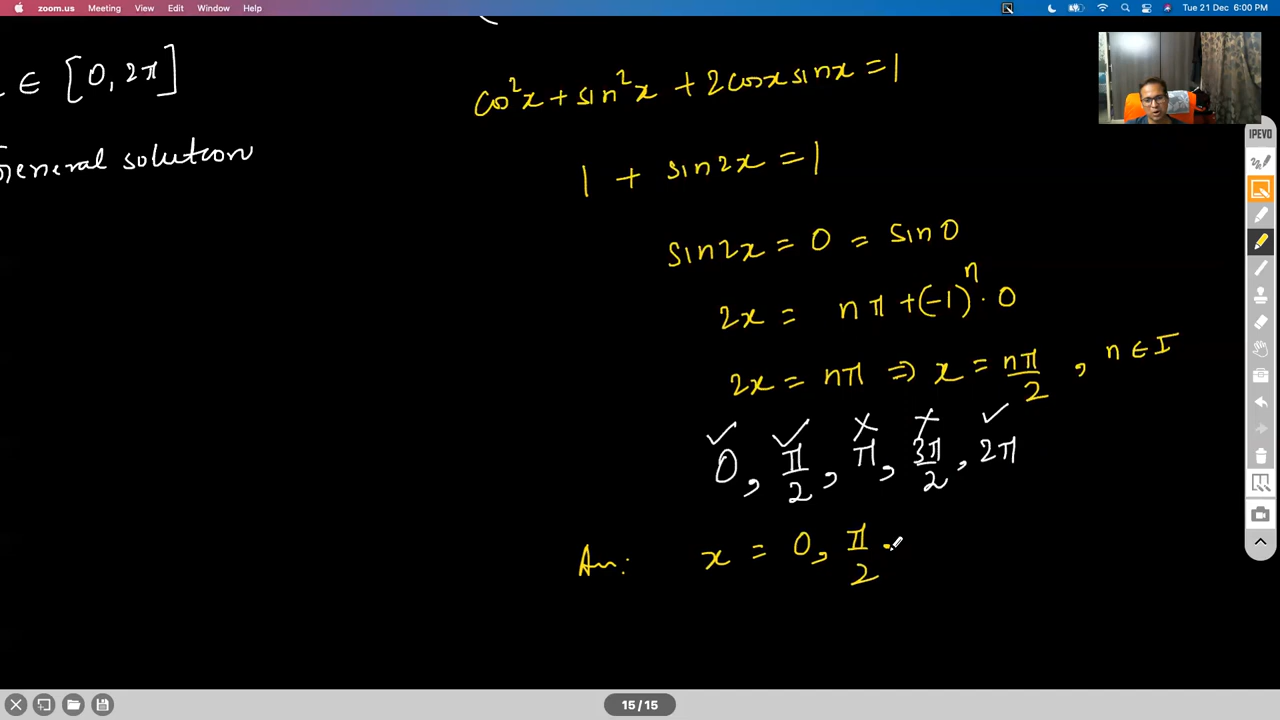 zoom.us Meeting View Edit Window Help
Tue 21 Dec 6:00 PM
∈ [0, 2π]
General solution
cos²x + sin²x + 2cosx sinx = 1
1 + sin2x = 1
sin2x = 0 = sin0
2x = nπ + (-1)ⁿ · 0
2x = nπ ⇒ x = nπ/2 , n ∈ I
✓ ✓ × × ✓
0, π/2, π, 3π/2, 2π
Ans: x = 0, π/2 .
IPEVO
15/15